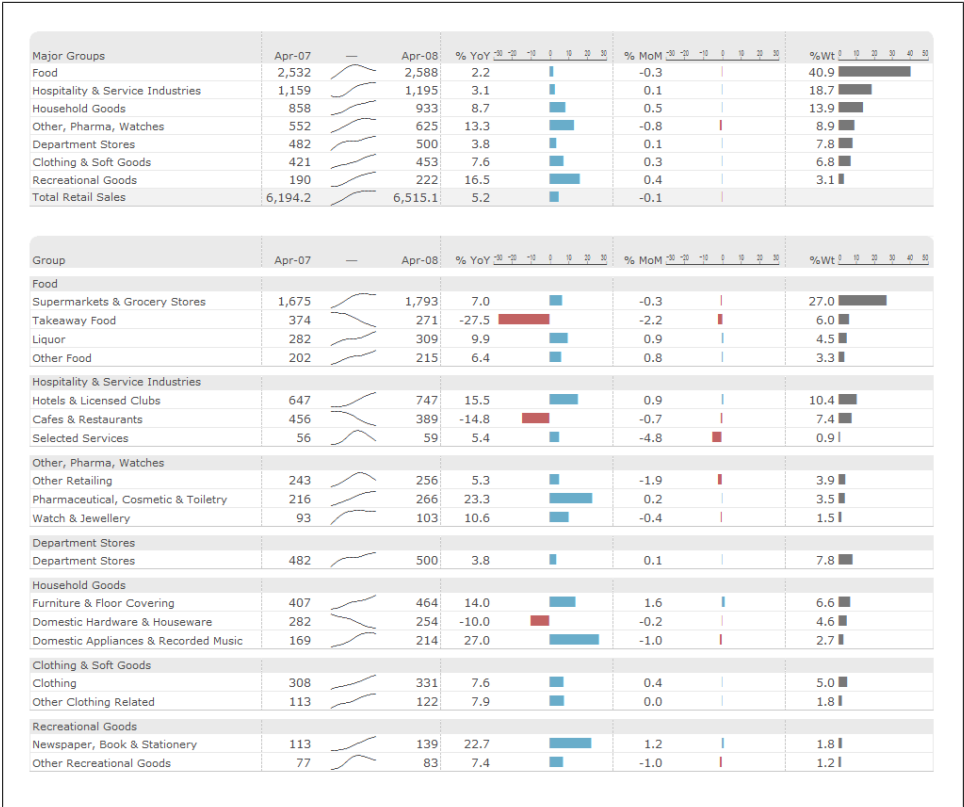 Major Groups Apr-07 — Apr-08 % YoY -30 -20 -10 0 10 20 30 % MoM -30 -20 -10 0 10 20 30 %Wt 0 10 20 30 40 50
Food 2,532 2,588 2.2 -0.3 40.9
Hospitality & Service Industries 1,159 1,195 3.1 0.1 18.7
Household Goods 858 933 8.7 0.5 13.9
Other, Pharma, Watches 552 625 13.3 -0.8 8.9
Department Stores 482 500 3.8 0.1 7.8
Clothing & Soft Goods 421 453 7.6 0.3 6.8
Recreational Goods 190 222 16.5 0.4 3.1
Total Retail Sales 6,194.2 6,515.1 5.2 -0.1
Group Apr-07 — Apr-08 % YoY -30 -20 -10 0 10 20 30 % MoM -30 -20 -10 0 10 20 30 %Wt 0 10 20 30 40 50
Food
Supermarkets & Grocery Stores 1,675 1,793 7.0 -0.3 27.0
Takeaway Food 374 271 -27.5 -2.2 6.0
Liquor 282 309 9.9 0.9 4.5
Other Food 202 215 6.4 0.8 3.3
Hospitality & Service Industries
Hotels & Licensed Clubs 647 747 15.5 0.9 10.4
Cafes & Restaurants 456 389 -14.8 -0.7 7.4
Selected Services 56 59 5.4 -4.8 0.9
Other, Pharma, Watches
Other Retailing 243 256 5.3 -1.9 3.9
Pharmaceutical, Cosmetic & Toiletry 216 266 23.3 0.2 3.5
Watch & Jewellery 93 103 10.6 -0.4 1.5
Department Stores
Department Stores 482 500 3.8 0.1 7.8
Household Goods
Furniture & Floor Covering 407 464 14.0 1.6 6.6
Domestic Hardware & Houseware 282 254 -10.0 -0.2 4.6
Domestic Appliances & Recorded Music 169 214 27.0 -1.0 2.7
Clothing & Soft Goods
Clothing 308 331 7.6 0.4 5.0
Other Clothing Related 113 122 7.9 0.0 1.8
Recreational Goods
Newspaper, Book & Stationery 113 139 22.7 1.2 1.8
Other Recreational Goods 77 83 7.4 -1.0 1.2